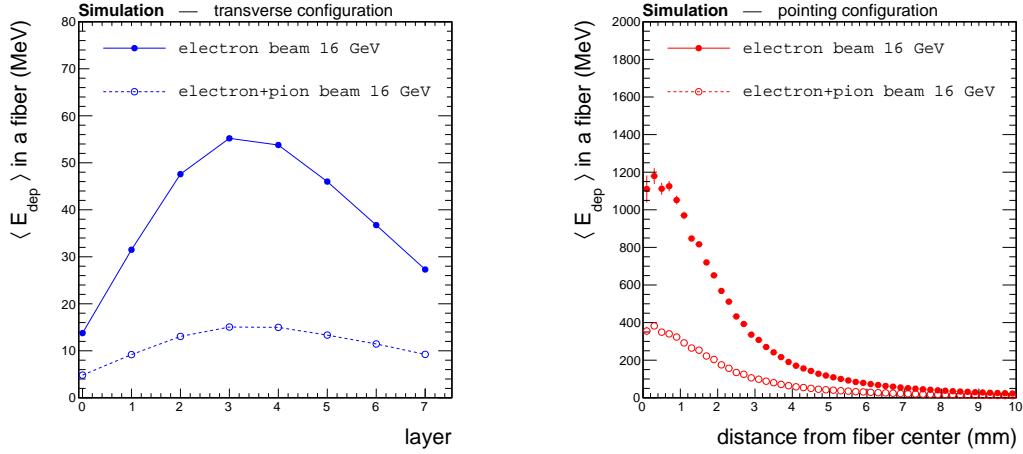 Simulation — transverse configuration
⟨ E_dep ⟩ in a fiber (MeV)
80
70
60
50
40
30
20
10
0
electron beam 16 GeV
electron+pion beam 16 GeV
0 1 2 3 4 5 6 7
layer
Simulation — pointing configuration
⟨ E_dep ⟩ in a fiber (MeV)
2000
1800
1600
1400
1200
1000
800
600
400
200
0
electron beam 16 GeV
electron+pion beam 16 GeV
0 1 2 3 4 5 6 7 8 9 10
distance from fiber center (mm)